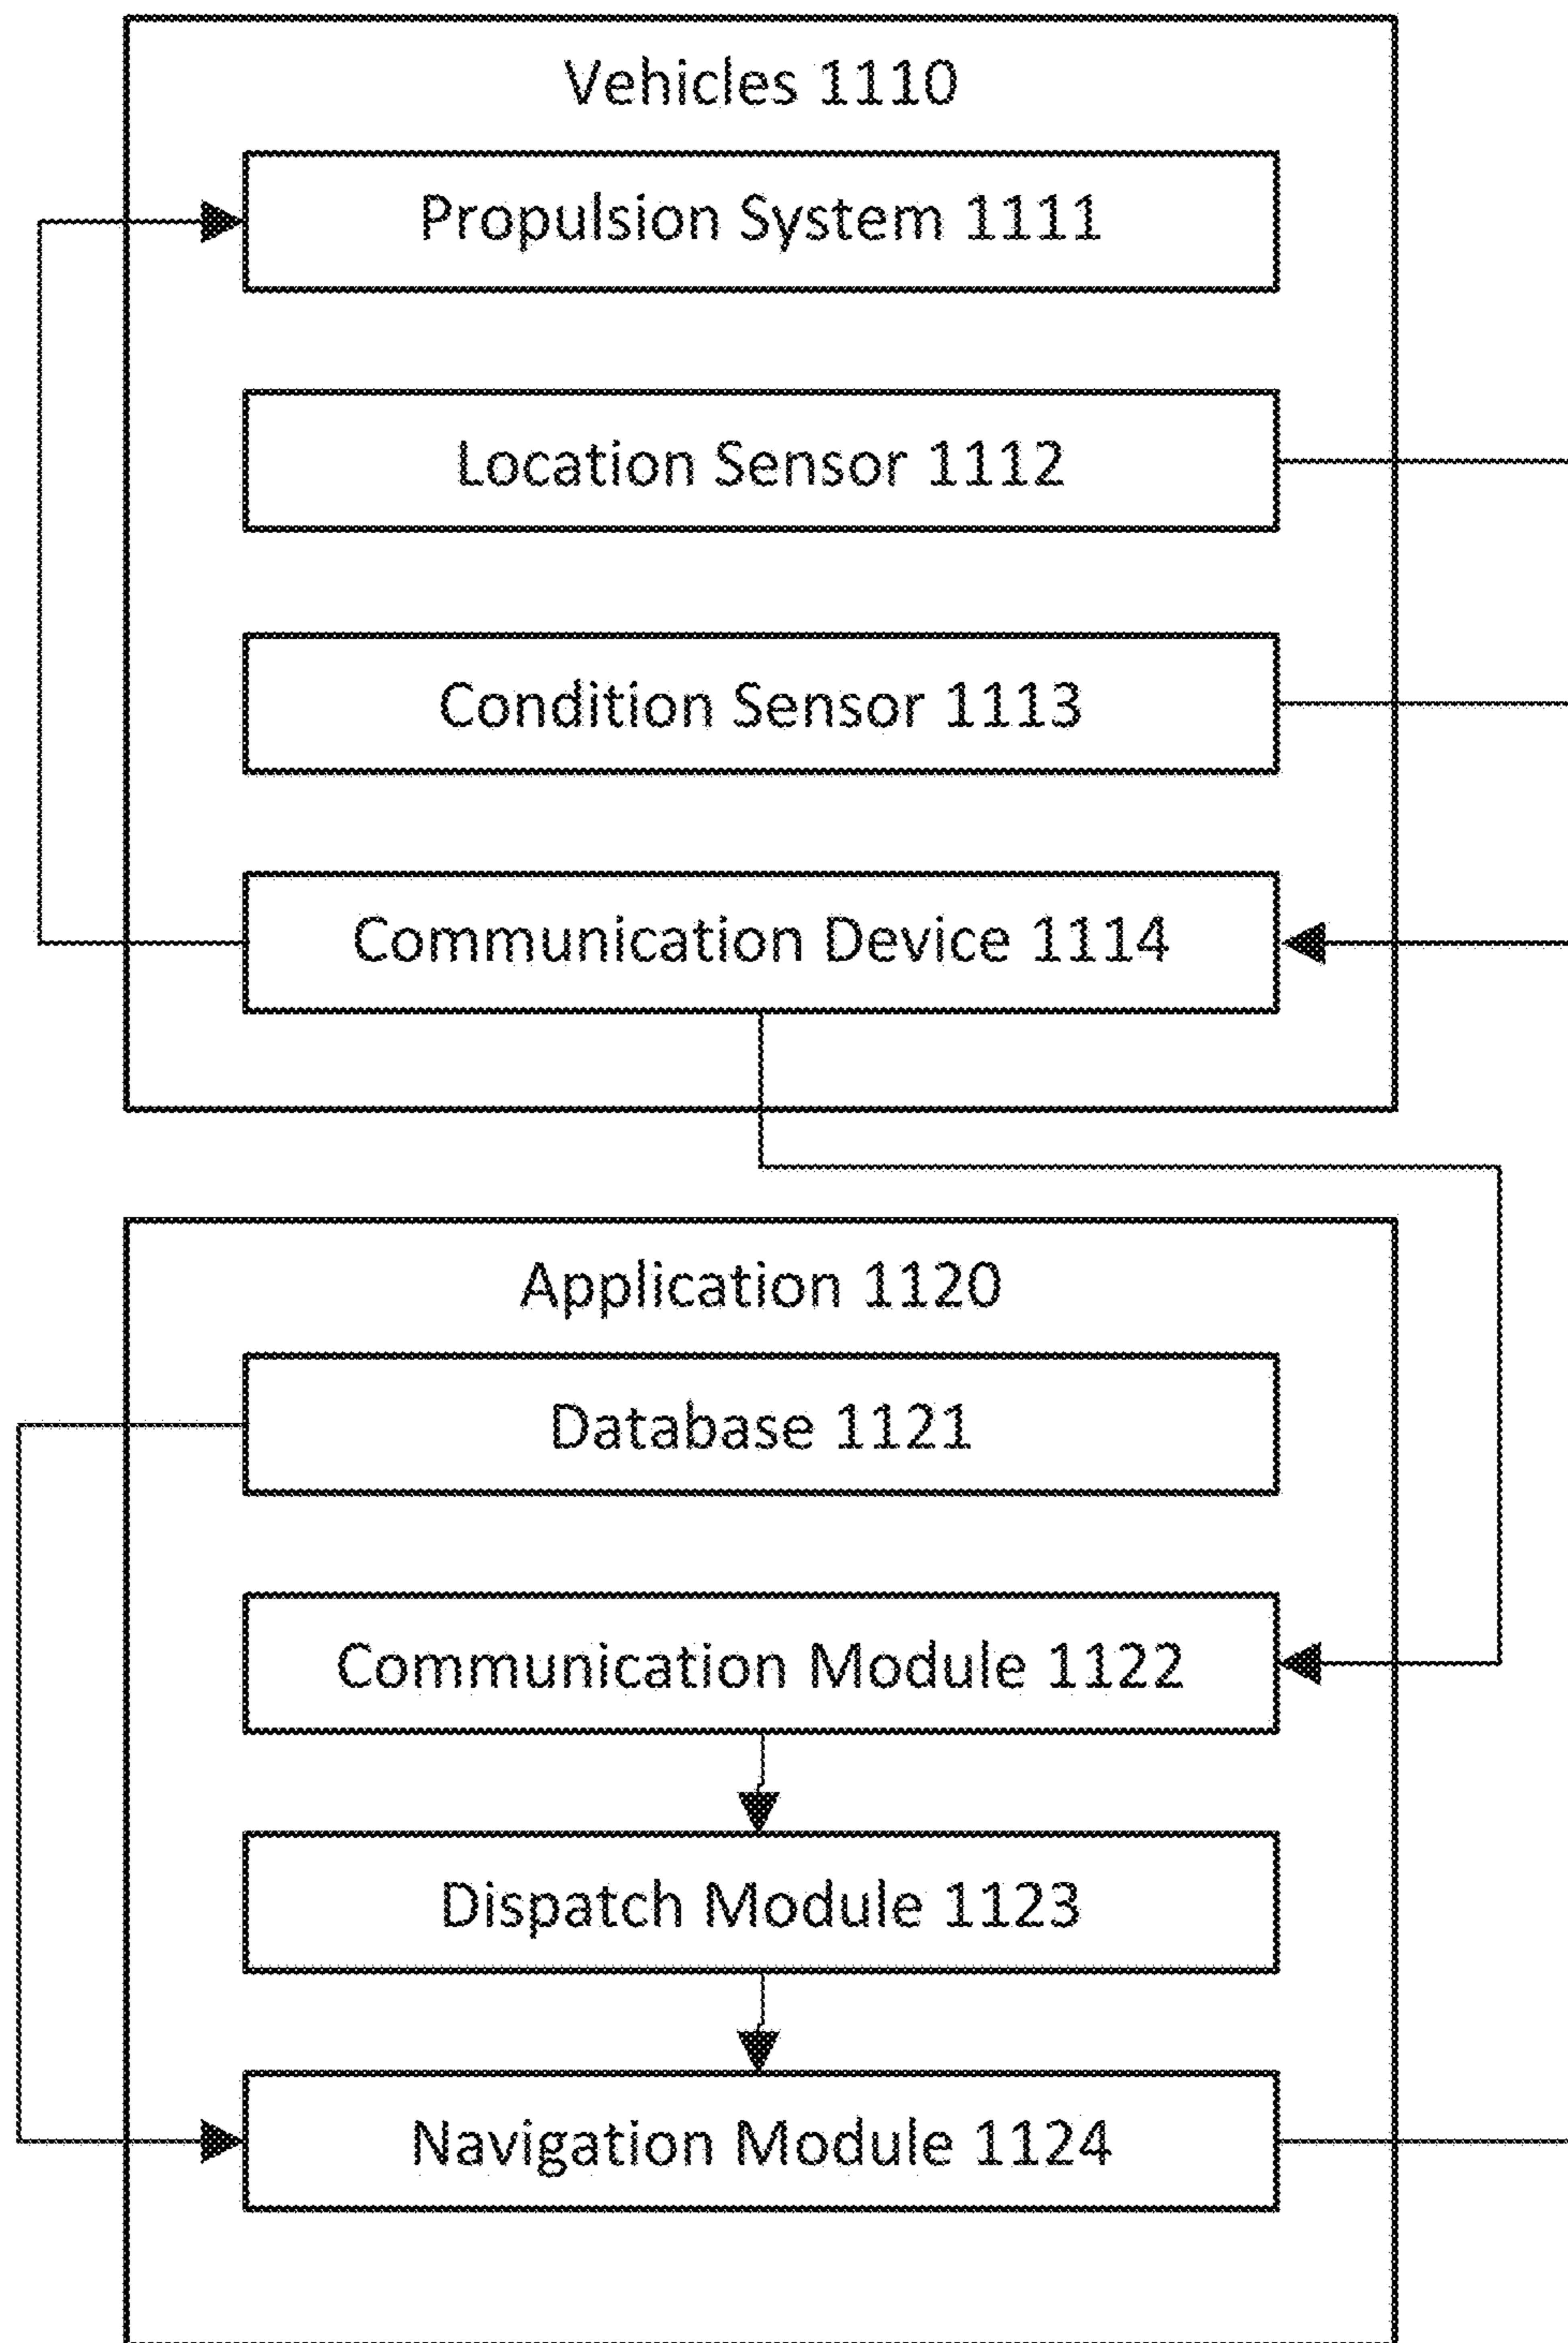 Vehicles 1110
Propulsion System 1111
Location Sensor 1112
Condition Sensor 1113
Communication Device 1114
Application 1120
Database 1121
Communication Module 1122
Dispatch Module 1123
Navigation Module 1124